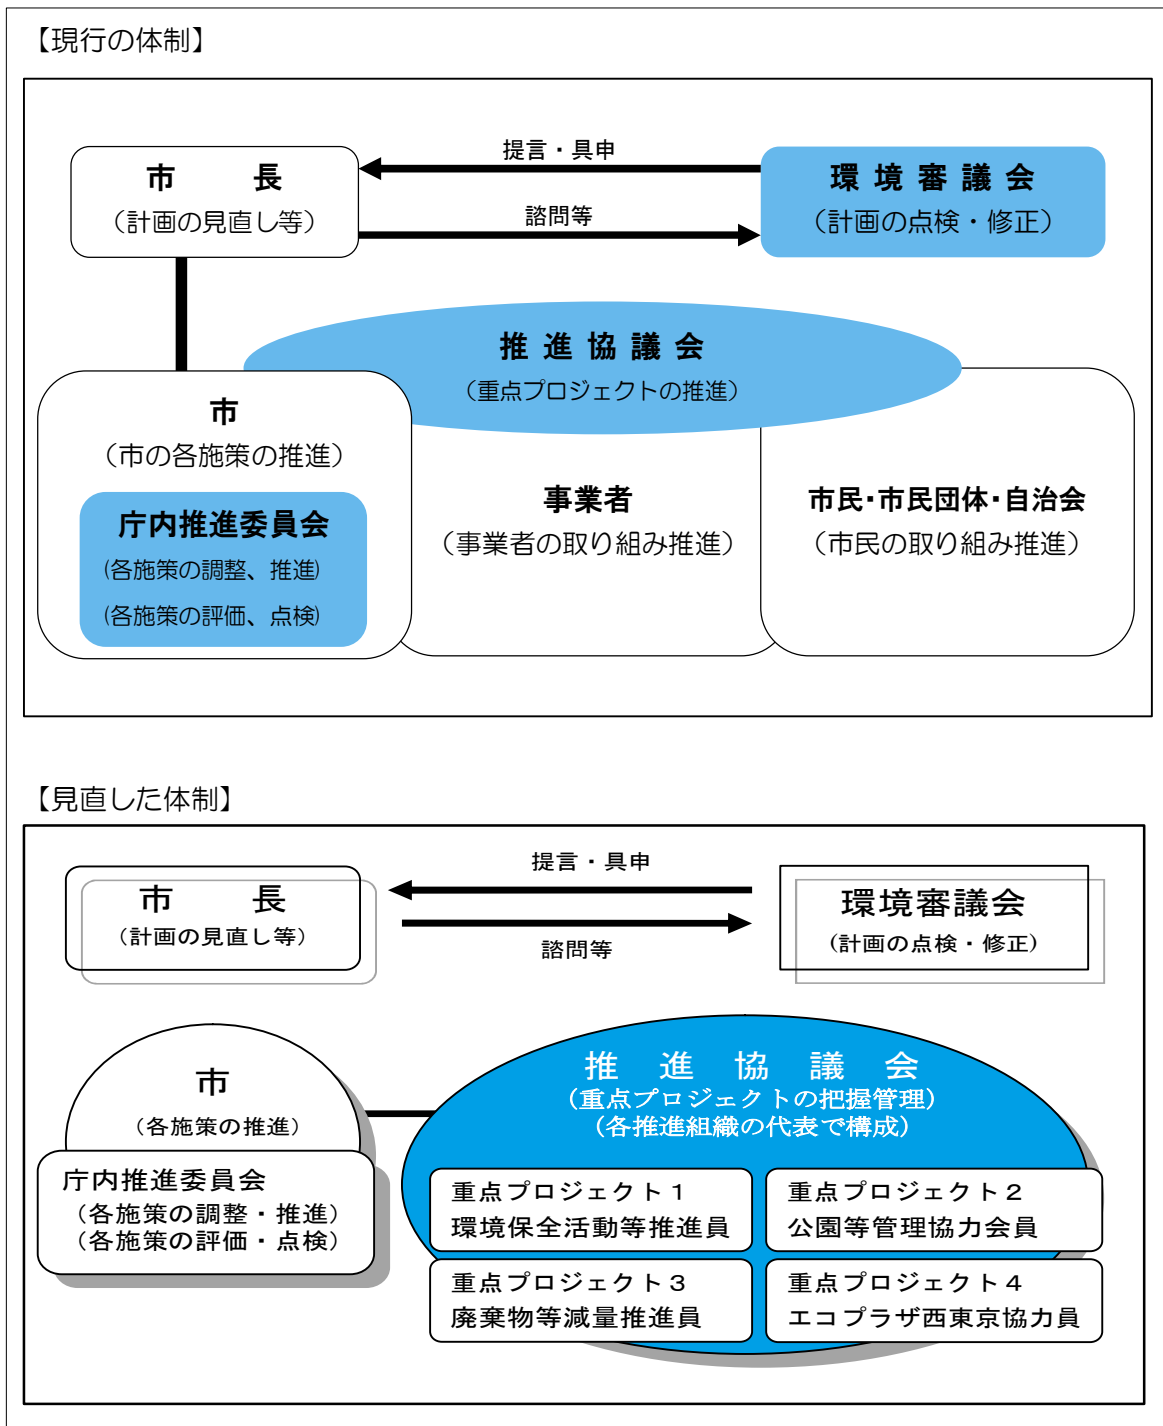 【現行の体制】
提言・具申
市　　長
（計画の見直し等）
環境審議会
（計画の点検・修正）
諮問等
推進協議会
（重点プロジェクトの推進）
市
（市の各施策の推進）
庁内推進委員会
(各施策の調整、推進)
(各施策の評価、点検)
事業者
（事業者の取り組み推進）
市民･市民団体･自治会
（市民の取り組み推進）
【見直した体制】
提言・具申
市　　長
（計画の見直し等）
環境審議会
(計画の点検・修正)
諮問等
市
（各施策の推進）
庁内推進委員会
（各施策の調整・推進）
（各施策の評価・点検）
推　進　協　議　会
（重点プロジェクトの把握管理）
（各推進組織の代表で構成）
重点プロジェクト１
環境保全活動等推進員
重点プロジェクト２
公園等管理協力会員
重点プロジェクト３
廃棄物等減量推進員
重点プロジェクト４
エコプラザ西東京協力員